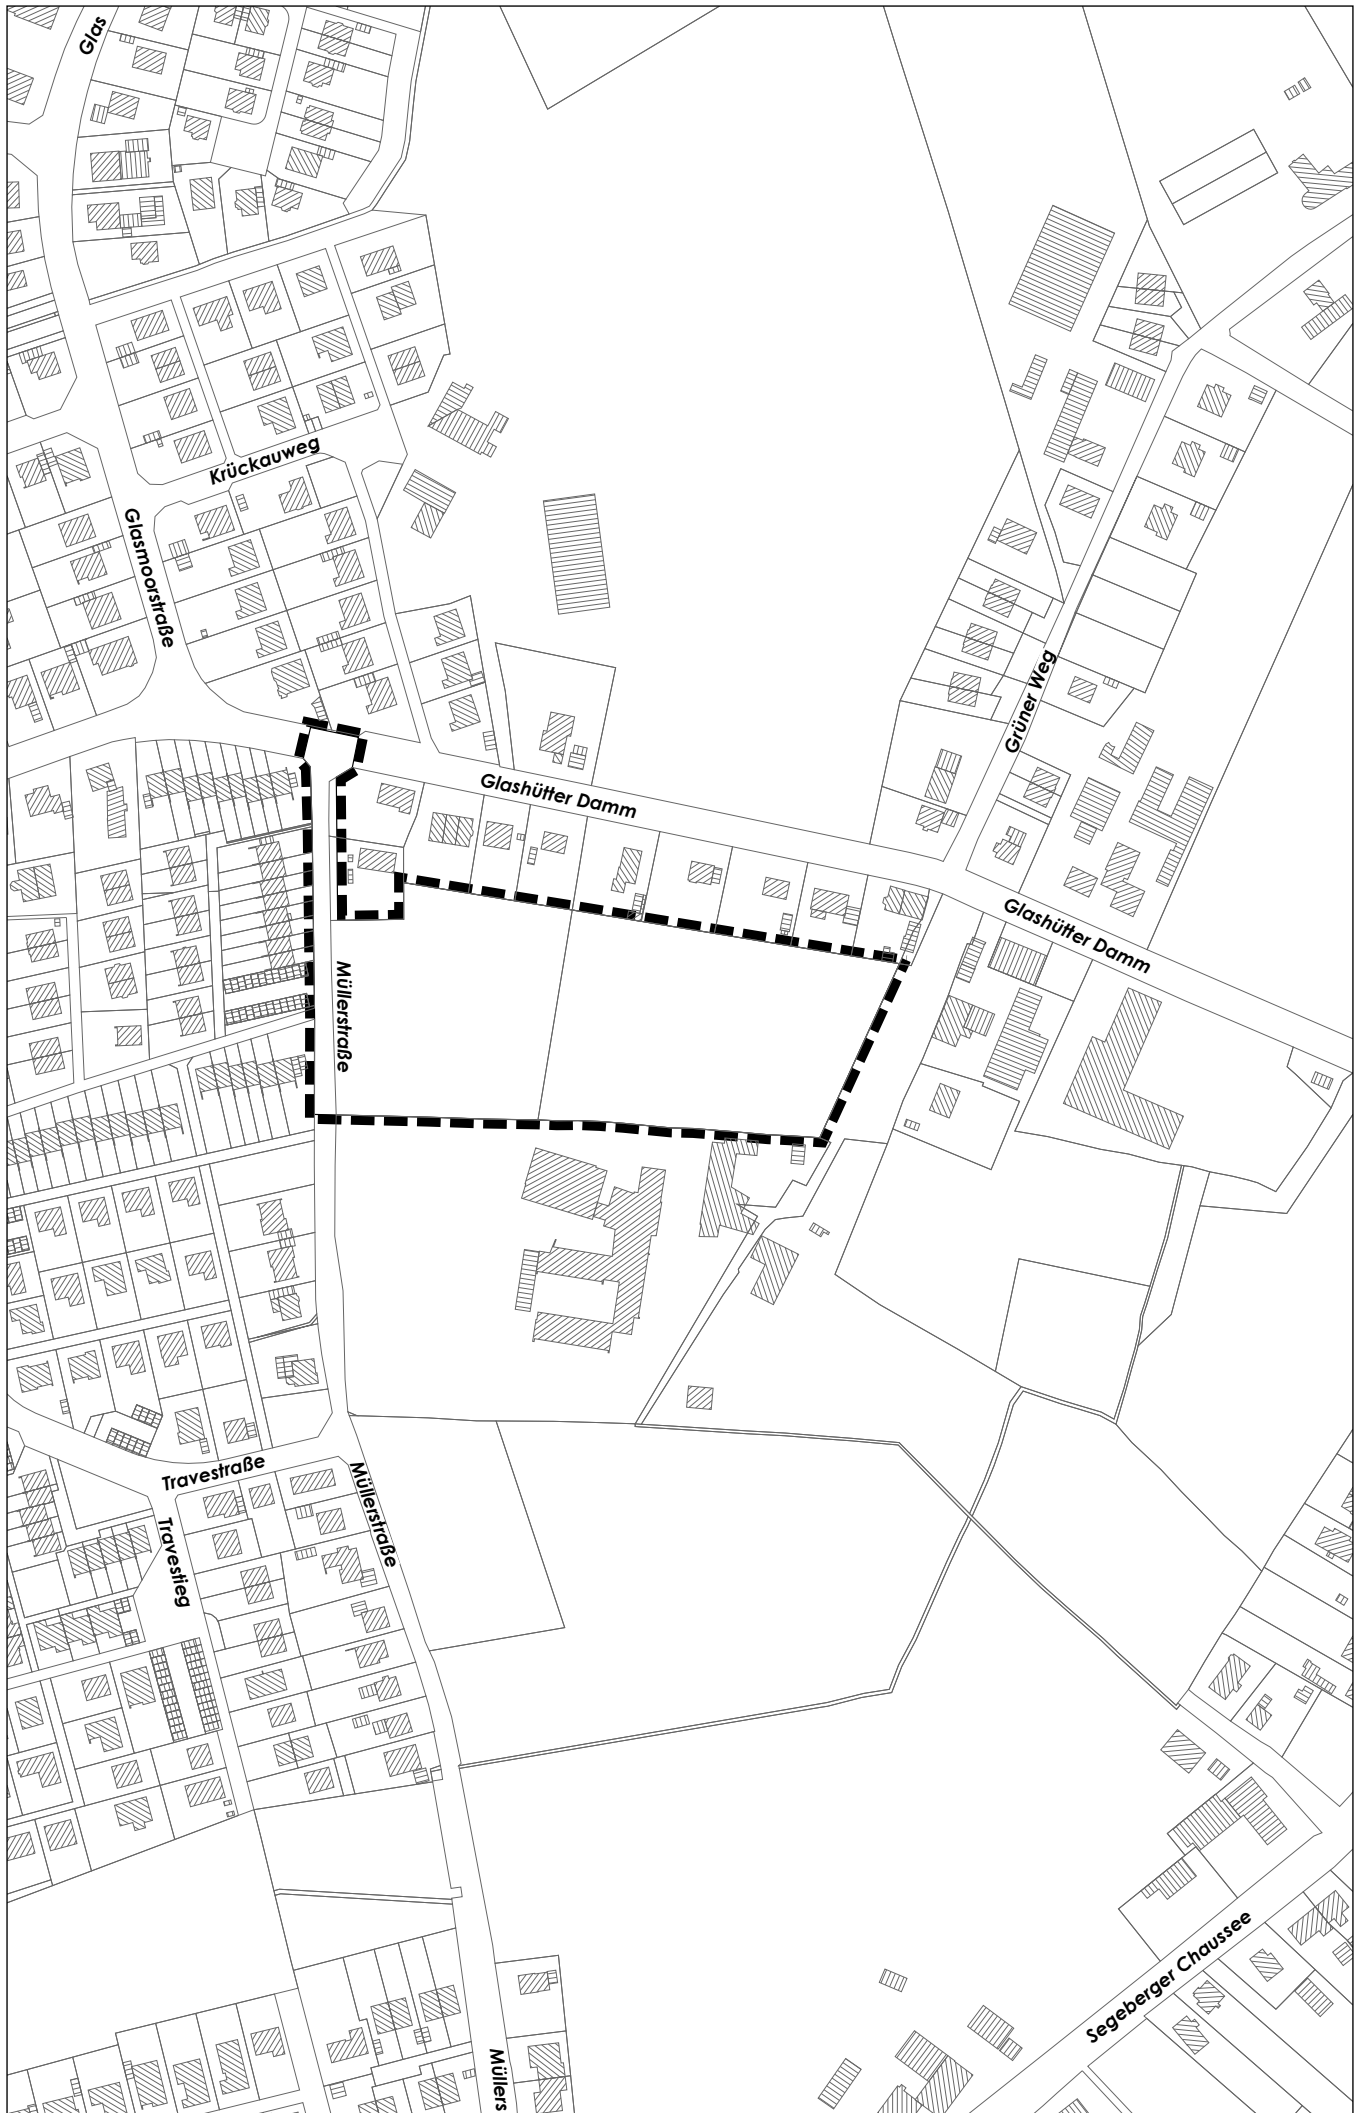 Glas
Krückauweg
Glasmoorstraße
Grüner Weg
Glashütter Damm
Glashütter Damm
Müllerstraße
Travestraße
Müllerstraße
Travestieg
Segeberger Chaussee
Müllers